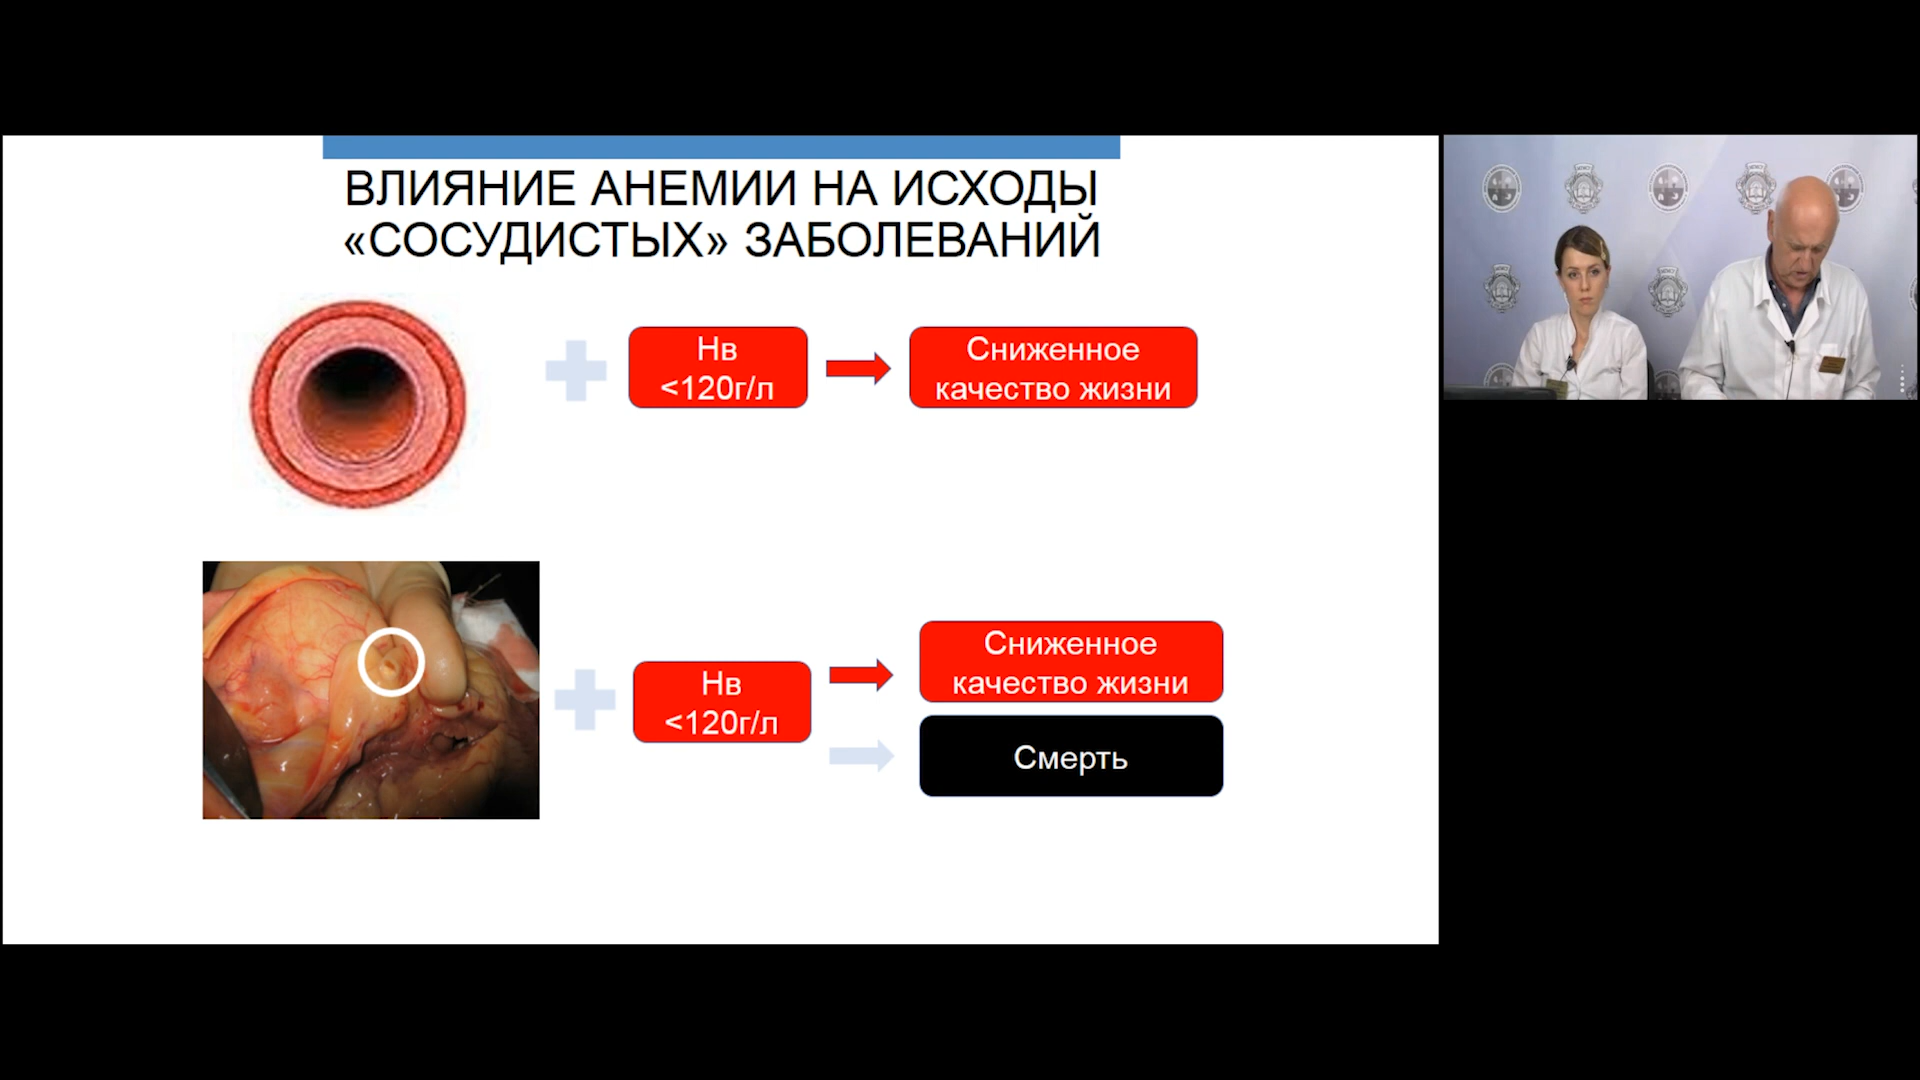 ВЛИЯНИЕ АНЕМИИ НА ИСХОДЫ
«СОСУДИСТЫХ» ЗАБОЛЕВАНИЙ
Нв
<120г/л
Сниженное
качество жизни
Нв
<120г/л
Сниженное
качество жизни
Смерть